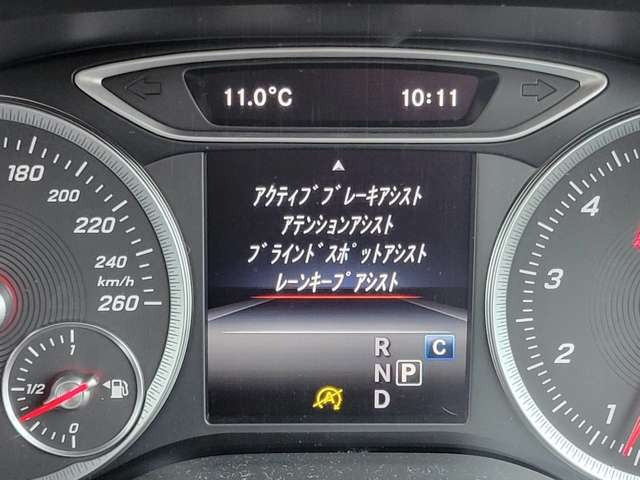 11.0°C 10:11
アクティブブレーキアシスト
アテンションアシスト
ブラインドスポットアシスト
レーンキープアシスト
R C
N P
D
A
180
200
220
240
km/h
260
1
1/2
0
4
3
2
1